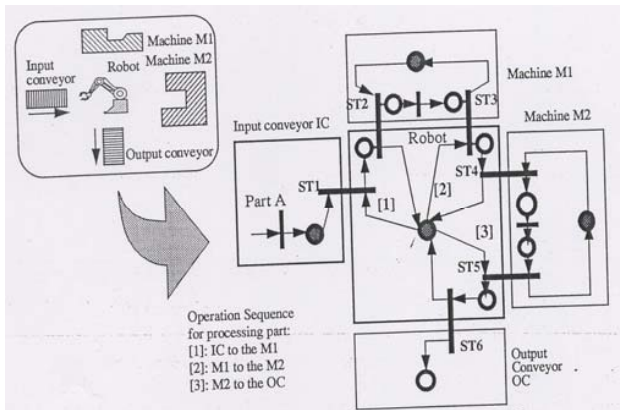 Machine M1
Input
conveyor
Robot
Machine M2
Output conveyor
Machine M1
ST2
ST3
Machine M2
Input conveyor IC
Robot
ST4
ST1
Part A
[1]
[2]
[3]
ST5
Operation Sequence
for processing part:
[1]: IC to the M1
[2]: M1 to the M2
[3]: M2 to the OC
ST6
Output
Conveyor
OC